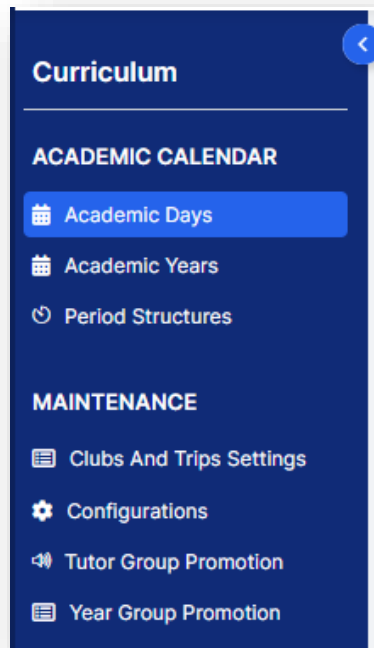 Curriculum
ACADEMIC CALENDAR
Academic Days
Academic Years
Period Structures
MAINTENANCE
Clubs And Trips Settings
Configurations
Tutor Group Promotion
Year Group Promotion